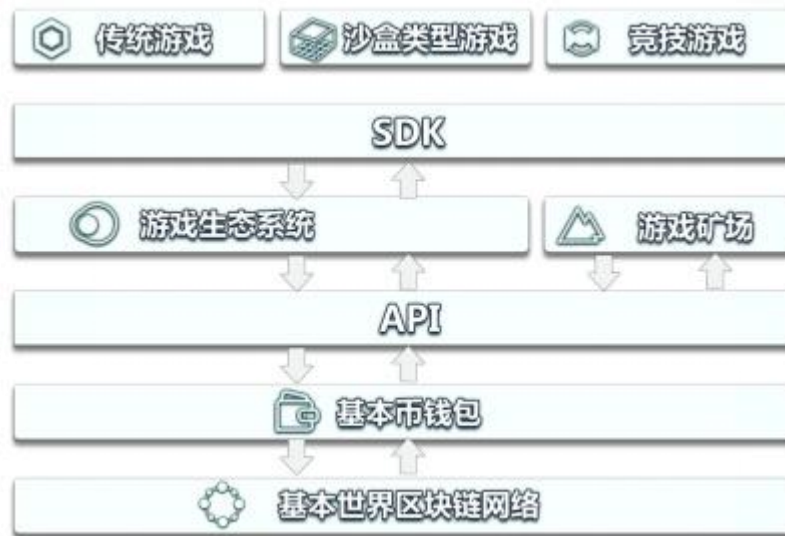 传统游戏 沙盒类型游戏 竞技游戏
SDK
游戏生态系统 游戏矿场
API
基本币钱包
基本世界区块链网络